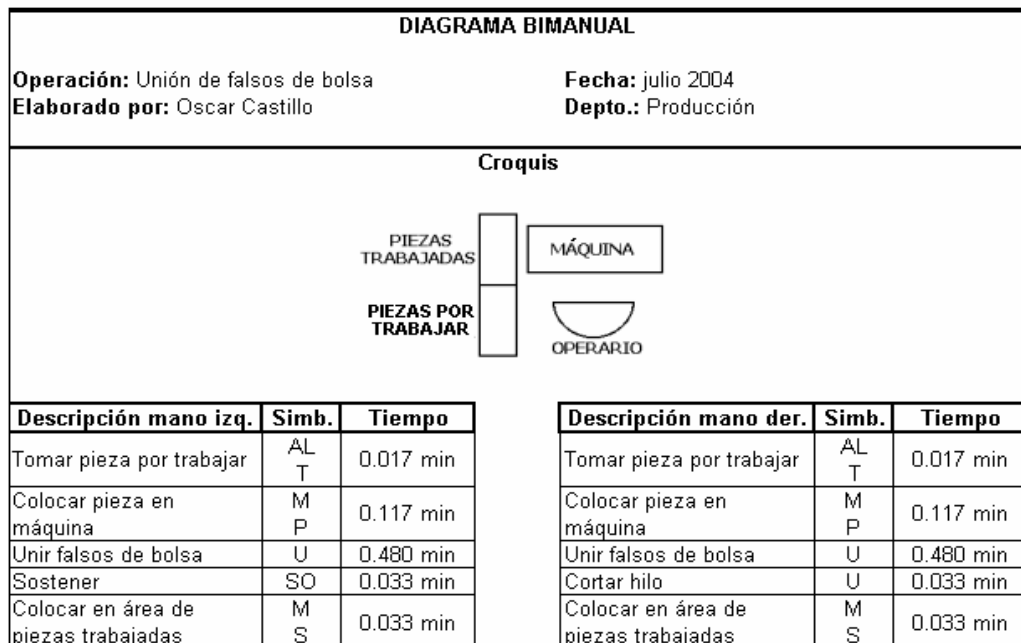 DIAGRAMA BIMANUAL
Operación: Unión de falsos de bolsa
Fecha: julio 2004
Elaborado por: Oscar Castillo
Depto.: Producción
Croquis
PIEZAS
TRABAJADAS
MÁQUINA
PIEZAS POR
TRABAJAR
OPERARIO
Descripción mano izq. Simb. Tiempo
Tomar pieza por trabajar AL T 0.017 min
Colocar pieza en
máquina M P 0.117 min
Unir falsos de bolsa U 0.480 min
Sostener SO 0.033 min
Colocar en área de
piezas trabajadas M S 0.033 min
Descripción mano der. Simb. Tiempo
Tomar pieza por trabajar AL T 0.017 min
Colocar pieza en
máquina M P 0.117 min
Unir falsos de bolsa U 0.480 min
Cortar hilo U 0.033 min
Colocar en área de
piezas trabajadas M S 0.033 min